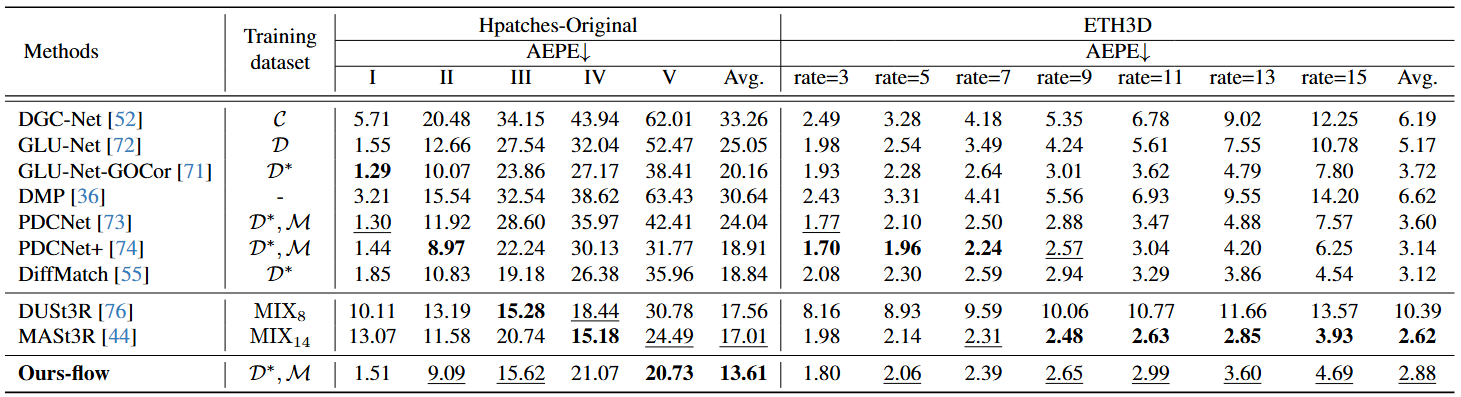 Methods Training dataset Hpatches-Original ETH3D
AEPE↓ AEPE↓
I II III IV V Avg. rate=3 rate=5 rate=7 rate=9 rate=11 rate=13 rate=15 Avg.
DGC-Net [52] C 5.71 20.48 34.15 43.94 62.01 33.26 2.49 3.28 4.18 5.35 6.78 9.02 12.25 6.19
GLU-Net [72] D 1.55 12.66 27.54 32.04 52.47 25.05 1.98 2.54 3.49 4.24 5.61 7.55 10.78 5.17
GLU-Net-GOCor [71] D* 1.29 10.07 23.86 27.17 38.41 20.16 1.93 2.28 2.64 3.01 3.62 4.79 7.80 3.72
DMP [36] - 3.21 15.54 32.54 38.62 63.43 30.64 2.43 3.31 4.41 5.56 6.93 9.55 14.20 6.62
PDCNet [73] D*, M 1.30 11.92 28.60 35.97 42.41 24.04 1.77 2.10 2.50 2.88 3.47 4.88 7.57 3.60
PDCNet+ [74] D*, M 1.44 8.97 22.24 30.13 31.77 18.91 1.70 1.96 2.24 2.57 3.04 4.20 6.25 3.14
DiffMatch [55] D* 1.85 10.83 19.18 26.38 35.96 18.84 2.08 2.30 2.59 2.94 3.29 3.86 4.54 3.12
DUSt3R [76] MIX8 10.11 13.19 15.28 18.44 30.78 17.56 8.16 8.93 9.59 10.06 10.77 11.66 13.57 10.39
MASt3R [44] MIX14 13.07 11.58 20.74 15.18 24.49 17.01 1.98 2.14 2.31 2.48 2.63 2.85 3.93 2.62
Ours-flow D*, M 1.51 9.09 15.62 21.07 20.73 13.61 1.80 2.06 2.39 2.65 2.99 3.60 4.69 2.88